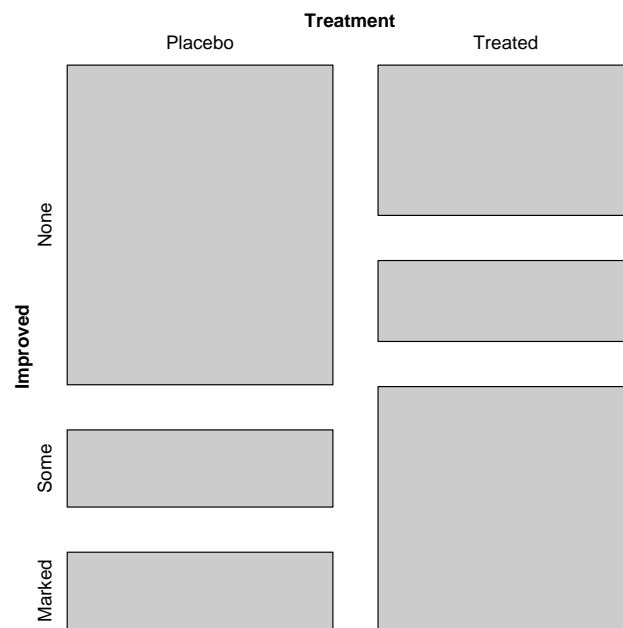 Treatment
Placebo Treated
Improved
None
Some
Marked